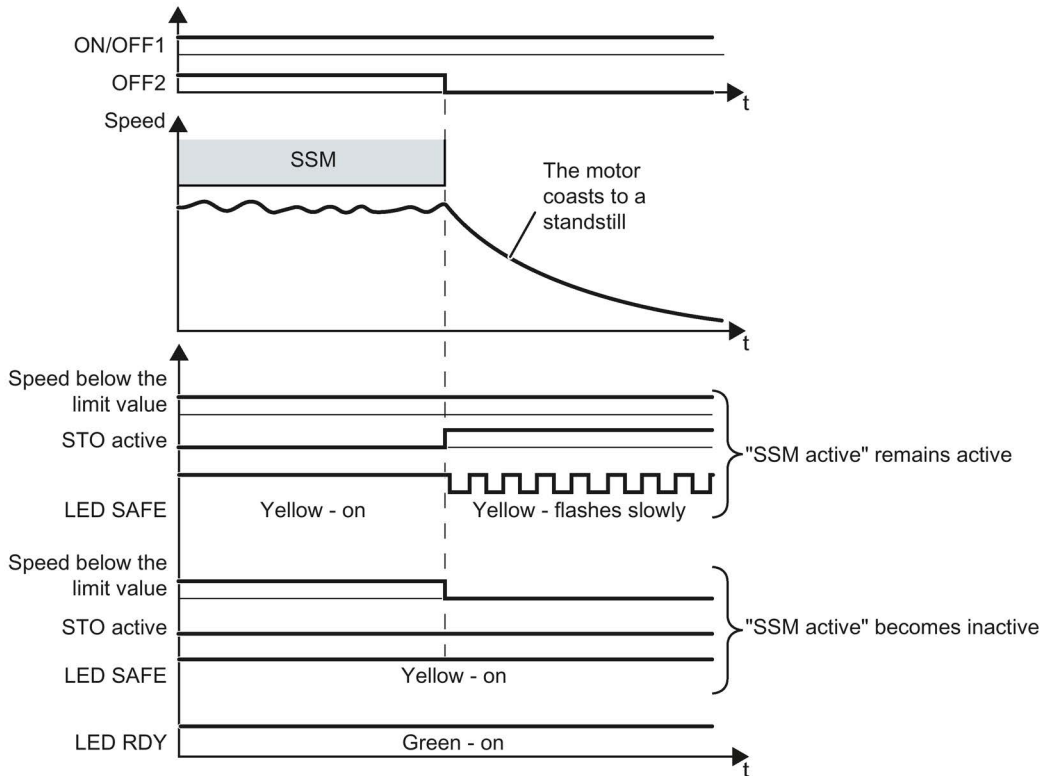 ON/OFF1
OFF2
t
Speed
SSM
The motor
coasts to a
standstill
t
Speed below the
limit value
STO active
"SSM active" remains active
LED SAFE
Yellow - on
Yellow - flashes slowly
Speed below the
limit value
STO active
"SSM active" becomes inactive
LED SAFE
Yellow - on
LED RDY
Green - on
t